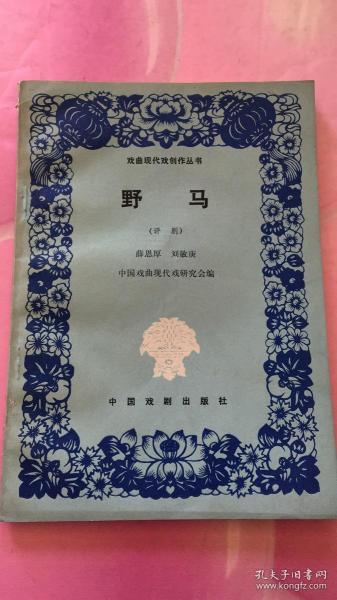 戏曲现代戏创作丛书
野马
(评剧)
薛恩厚 刘敏庚
中国戏曲现代戏研究会编
中国戏剧出版社
孔夫子旧书网
www.kongfz.com